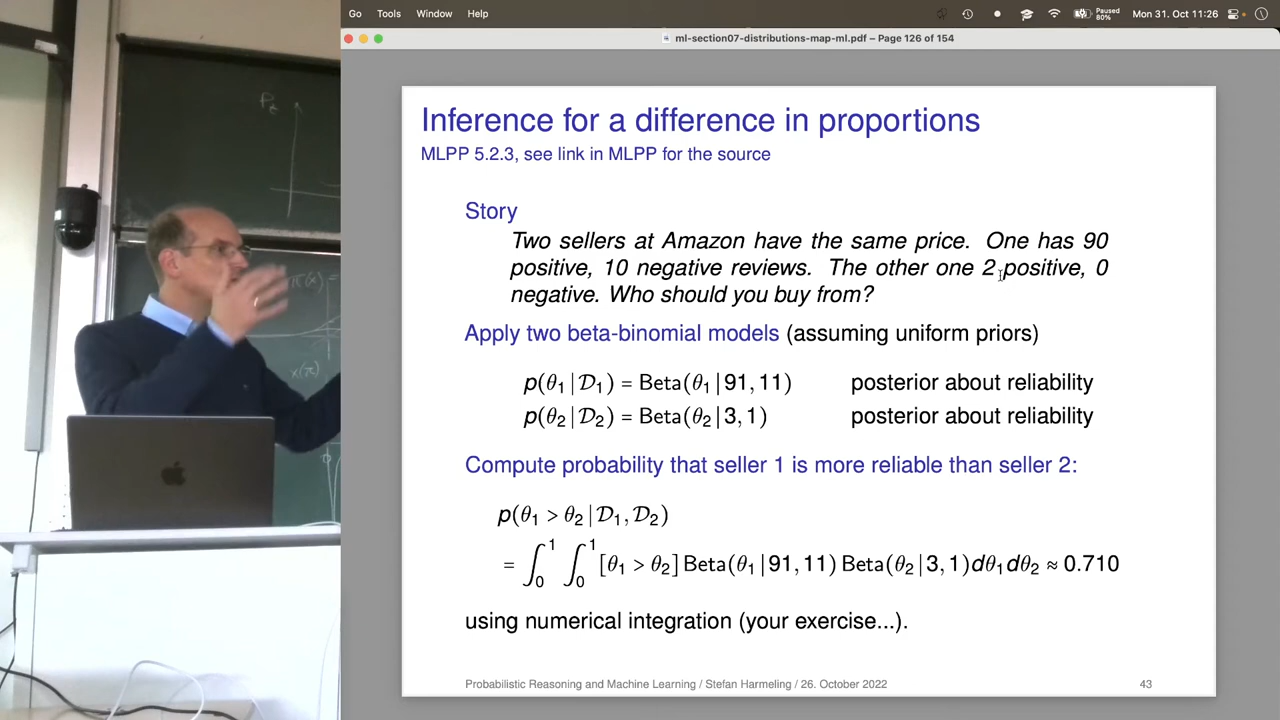 Go Tools Window Help
Paused
80%
Mon 31. Oct 11:26
ml-section07-distributions-map-ml.pdf – Page 126 of 154
Inference for a difference in proportions
MLPP 5.2.3, see link in MLPP for the source
Story
Two sellers at Amazon have the same price. One has 90
positive, 10 negative reviews. The other one 2 positive, 0
negative. Who should you buy from?
Apply two beta-binomial models (assuming uniform priors)
p(θ₁ | 𝒟₁) = Beta(θ₁ | 91, 11) posterior about reliability
p(θ₂ | 𝒟₂) = Beta(θ₂ | 3, 1) posterior about reliability
Compute probability that seller 1 is more reliable than seller 2:
p(θ₁ > θ₂ | 𝒟₁, 𝒟₂)
= ∫₀¹ ∫₀¹ [θ₁ > θ₂] Beta(θ₁ | 91, 11) Beta(θ₂ | 3, 1)dθ₁dθ₂ ≈ 0.710
using numerical integration (your exercise...).
Probabilistic Reasoning and Machine Learning / Stefan Harmeling / 26. October 2022
43